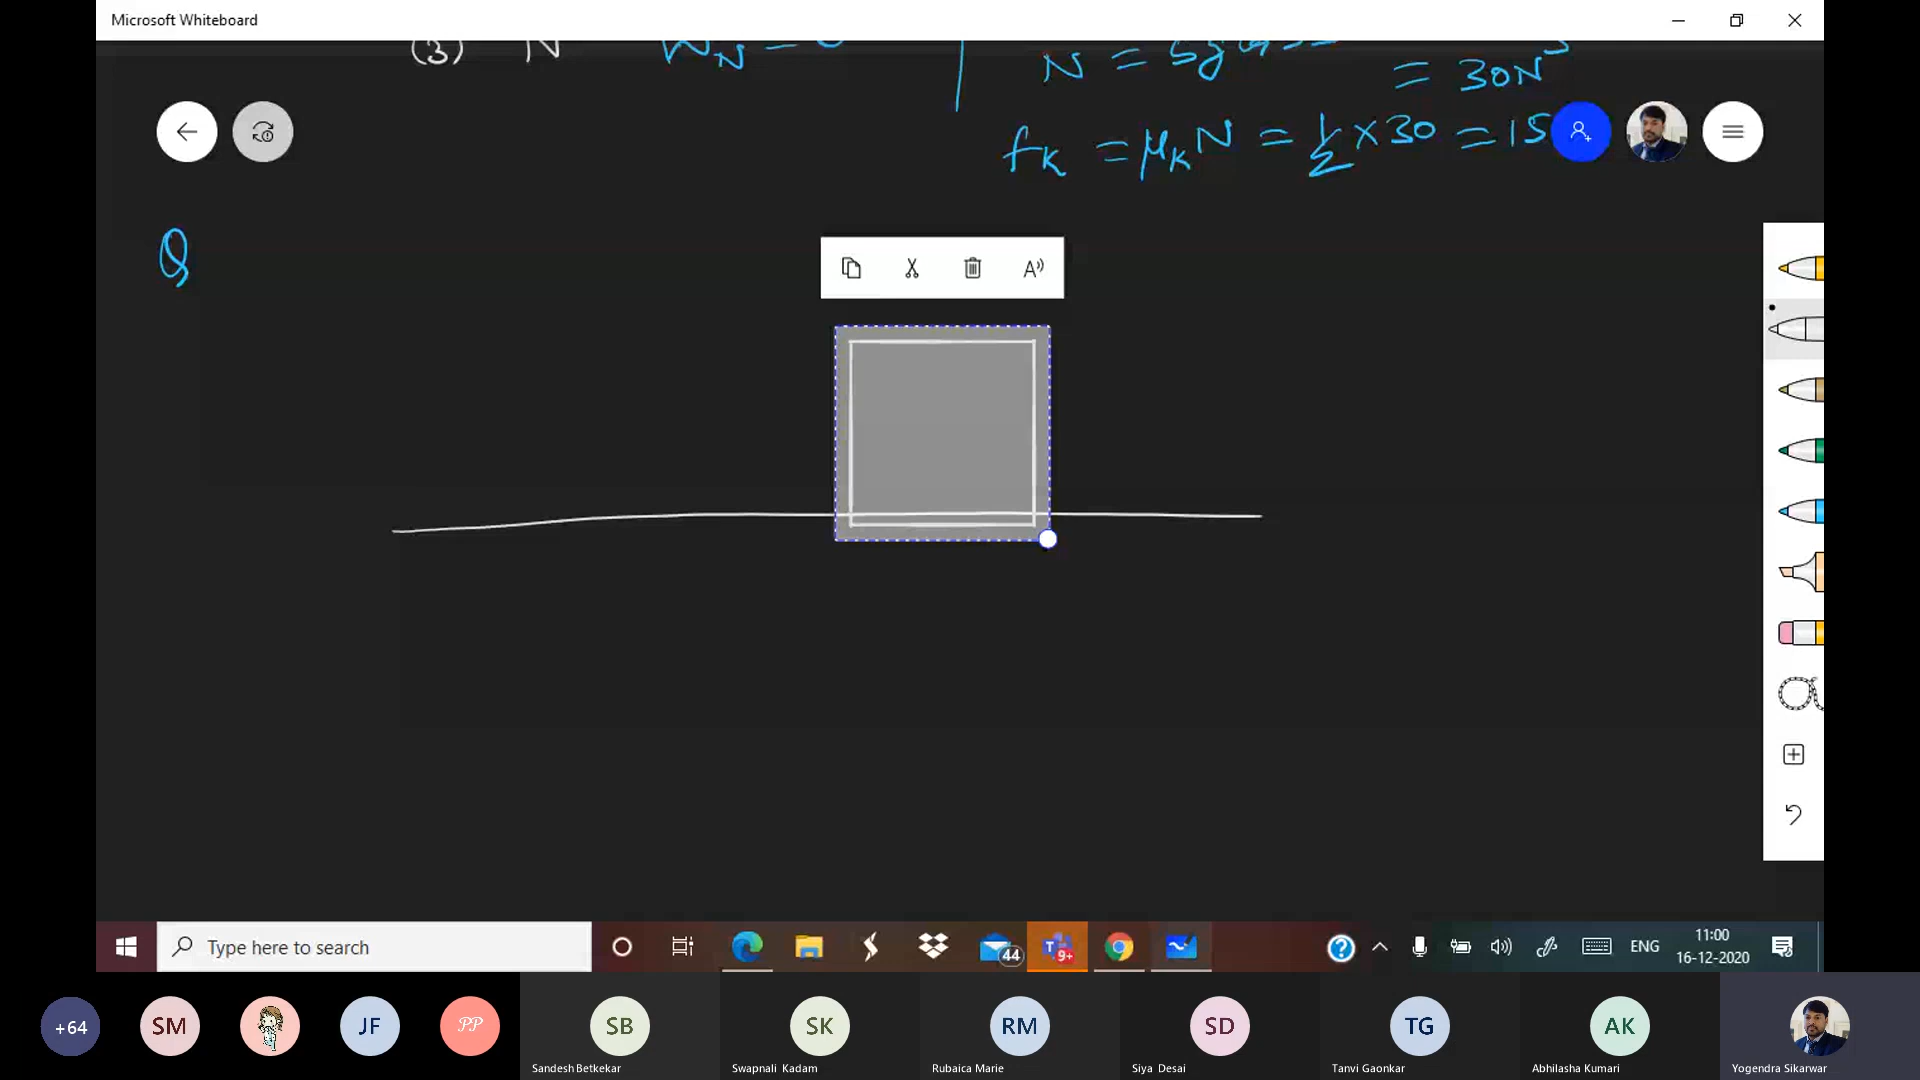 Microsoft Whiteboard
(3) N
= 30N
fK = μK N = 1/2 × 30 = 15
Q
Type here to search
44
9+
ENG
11:00
16-12-2020
+64
SM
JF
PP
SB
SK
RM
SD
TG
AK
Sandesh Betkekar
Swapnali Kadam
Rubaica Marie
Siya Desai
Tanvi Gaonkar
Abhilasha Kumari
Yogendra Sikarwar